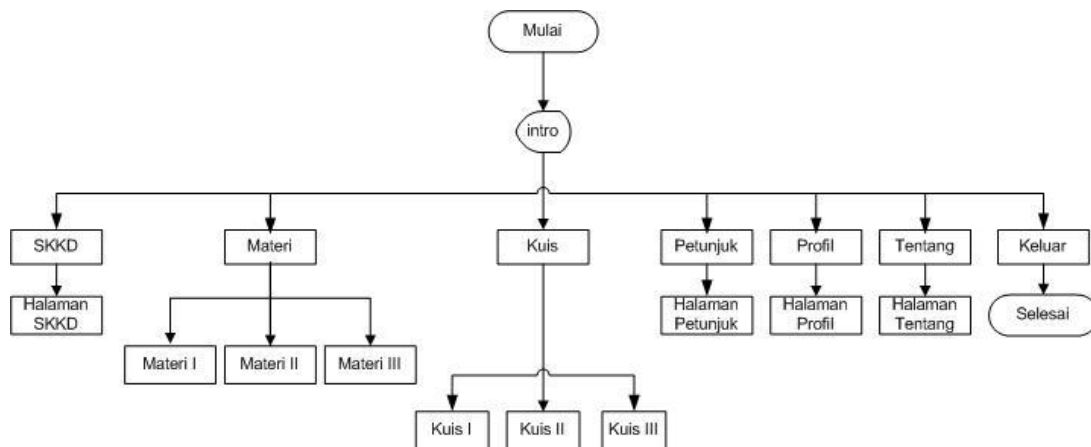 Mulai
intro
SKKD
Materi
Kuis
Petunjuk
Profil
Tentang
Keluar
Halaman
SKKD
Halaman
Petunjuk
Halaman
Profil
Halaman
Tentang
Selesai
Materi I
Materi II
Materi III
Kuis I
Kuis II
Kuis III